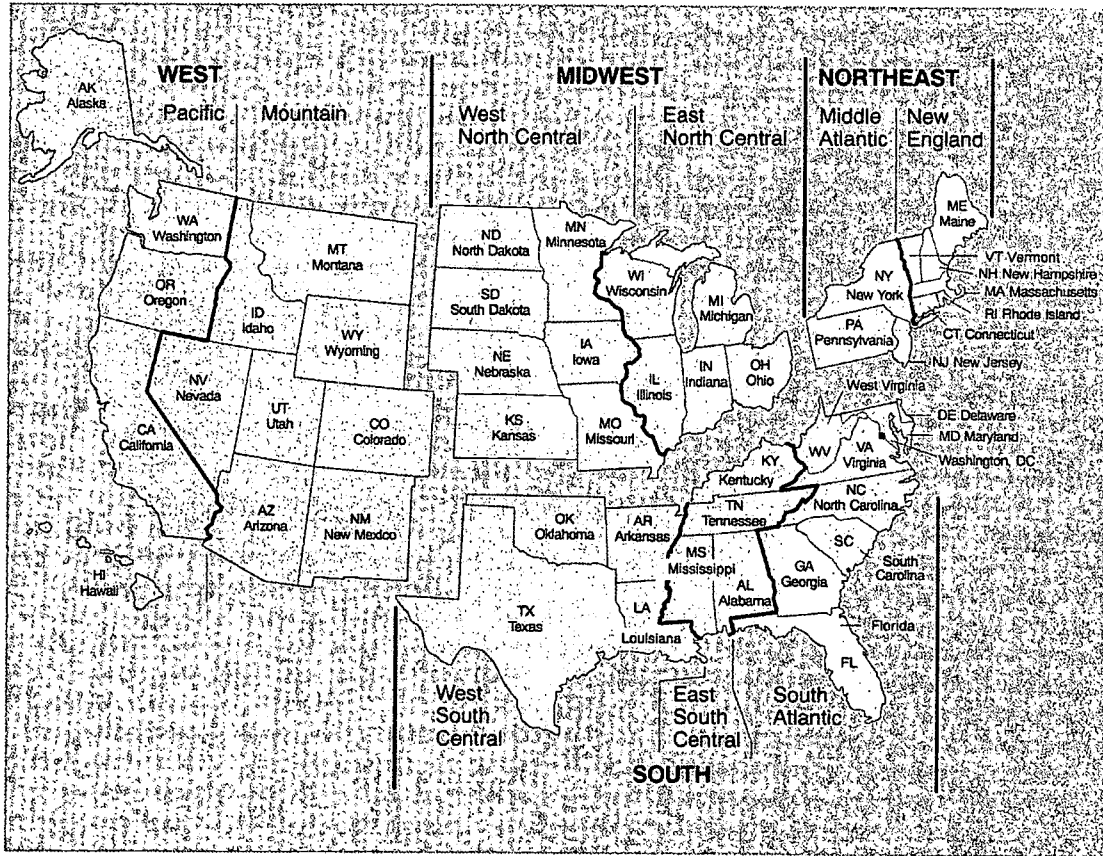 WEST
MIDWEST
NORTHEAST
Pacific
Mountain
West
North Central
East
North Central
Middle
Atlantic
New
England
AK
Alaska
WA
Washington
OR
Oregon
CA
California
HI
Hawaii
MT
Montana
ID
Idaho
WY
Wyoming
NV
Nevada
UT
Utah
CO
Colorado
AZ
Arizona
NM
New Mexico
ND
North Dakota
MN
Minnesota
SD
South Dakota
NE
Nebraska
IA
Iowa
KS
Kansas
MO
Missouri
WI
Wisconsin
MI
Michigan
IL
Illinois
IN
Indiana
OH
Ohio
ME
Maine
VT Vermont
NH New Hampshire
MA Massachusetts
RI Rhode Island
CT Connecticut
NY
New York
PA
Pennsylvania
NJ New Jersey
West Virginia
DE Delaware
MD Maryland
Washington, DC
WV
VA
Virginia
KY
Kentucky
NC
North Carolina
TN
Tennessee
OK
Oklahoma
AR
Arkansas
MS
Mississippi
AL
Alabama
GA
Georgia
SC
South
Carolina
TX
Texas
LA
Louisiana
Florida
FL
West
South
Central
East
South
Central
South
Atlantic
SOUTH